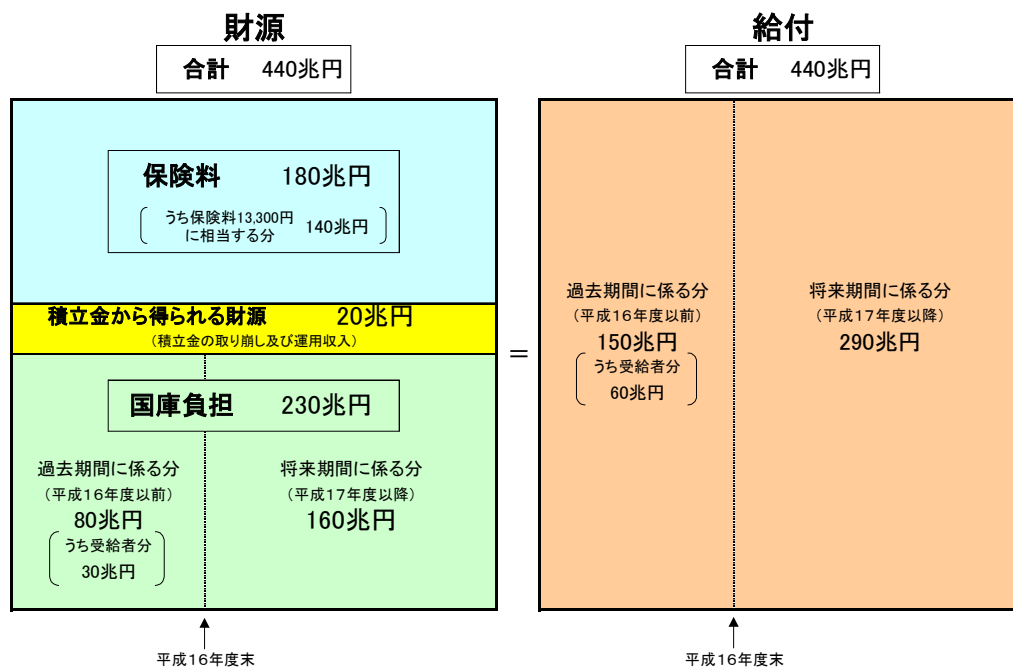 財源
合計 440兆円
保険料 180兆円
うち保険料13,300円
に相当する分 140兆円
積立金から得られる財源 20兆円
(積立金の取り崩し及び運用収入)
国庫負担 230兆円
過去期間に係る分
(平成16年度以前)
80兆円
うち受給者分
30兆円
将来期間に係る分
(平成17年度以降)
160兆円
平成16年度末
=
給付
合計 440兆円
過去期間に係る分
(平成16年度以前)
150兆円
うち受給者分
60兆円
将来期間に係る分
(平成17年度以降)
290兆円
平成16年度末